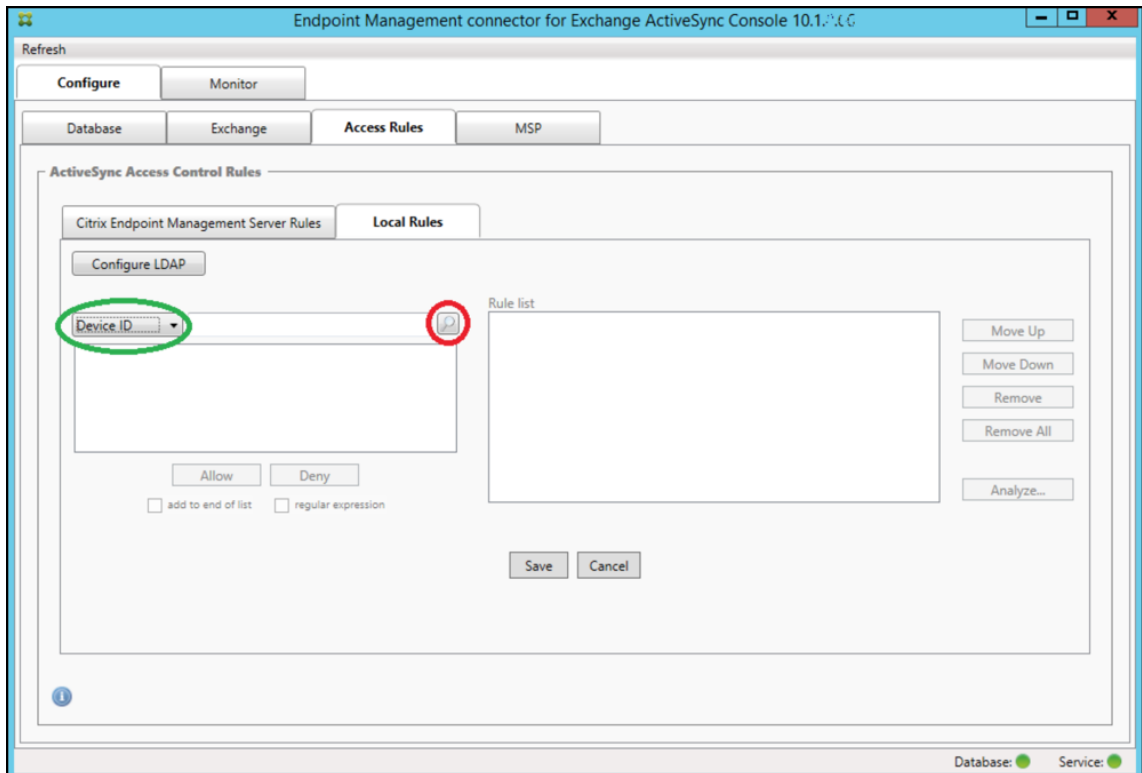 Endpoint Management connector for Exchange ActiveSync Console 10.1.
Refresh
Configure Monitor
Database Exchange Access Rules MSP
ActiveSync Access Control Rules
Citrix Endpoint Management Server Rules Local Rules
Configure LDAP
Rule list
Device ID
Move Up
Move Down
Remove
Remove All
Allow Deny
Analyze...
add to end of list regular expression
Save Cancel
Database: Service: